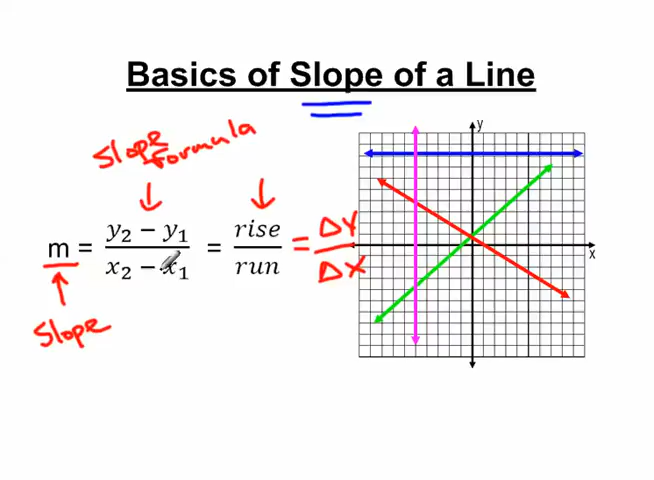 Basics of Slope of a Line
Slope formula
m = y₂ − y₁ / x₂ − x₁ = rise / run = ΔY / ΔX
Slope
y
x